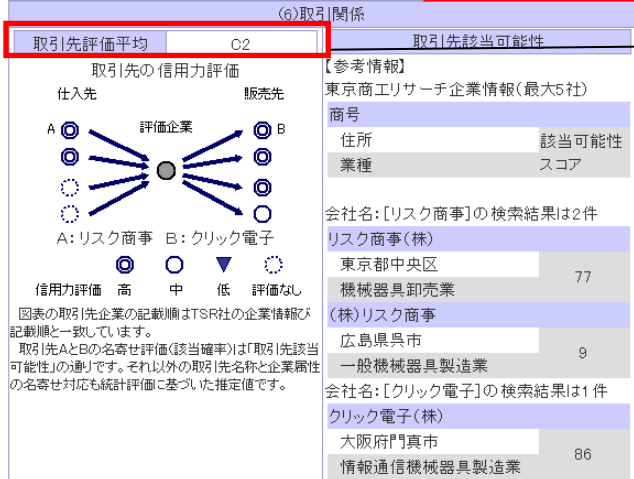 (6)取引関係
取引先評価平均 C2
取引先の信用力評価
仕入先 販売先
A 評価企業 B
A:リスク商事 B:クリック電子
信用力評価 高 中 低 評価なし
図表の取引先企業の記載順はTSR社の企業情報び
記載順と一致しています。
取引先AとBの名寄せ評価(該当確率)は「取引先該当
可能性」の通りです。それ以外の取引先名称と企業属性
の名寄せ対応も統計評価に基づいた推定値です。
取引先該当可能性
【参考情報】
東京商工リサーチ企業情報(最大5社)
商号
住所 該当可能性
業種 スコア
会社名:[リスク商事]の検索結果は2件
リスク商事(株)
東京都中央区 77
機械器具卸売業
(株)リスク商事
広島県呉市 9
一般機械器具製造業
会社名:[クリック電子]の検索結果は1件
クリック電子(株)
大阪府門真市 86
情報通信機械器具製造業